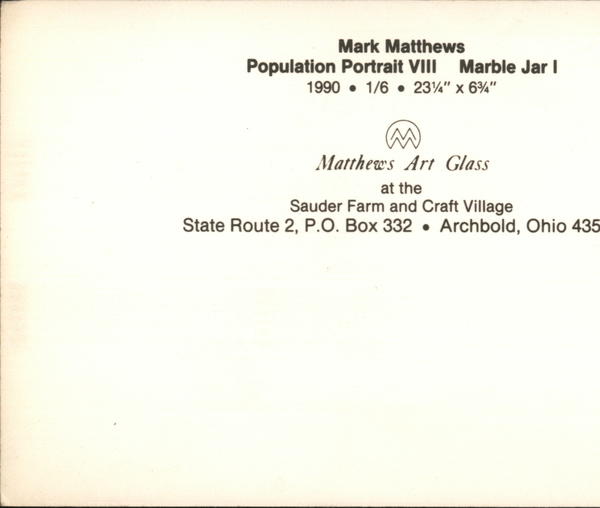 Mark Matthews
Population Portrait VIII Marble Jar I
1990 • 1/6 • 23¼" x 6¾"
Matthews Art Glass
at the
Sauder Farm and Craft Village
State Route 2, P.O. Box 332 • Archbold, Ohio 435